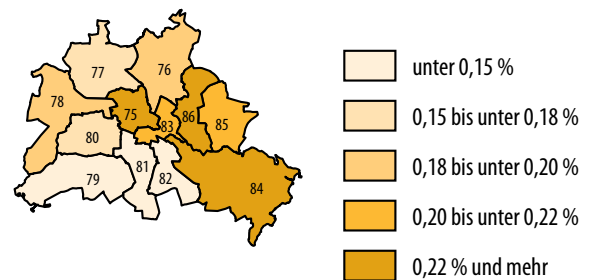 77
76
78
75
83
86
85
80
81
79
82
84
unter 0,15 %
0,15 bis unter 0,18 %
0,18 bis unter 0,20 %
0,20 bis unter 0,22 %
0,22 % und mehr